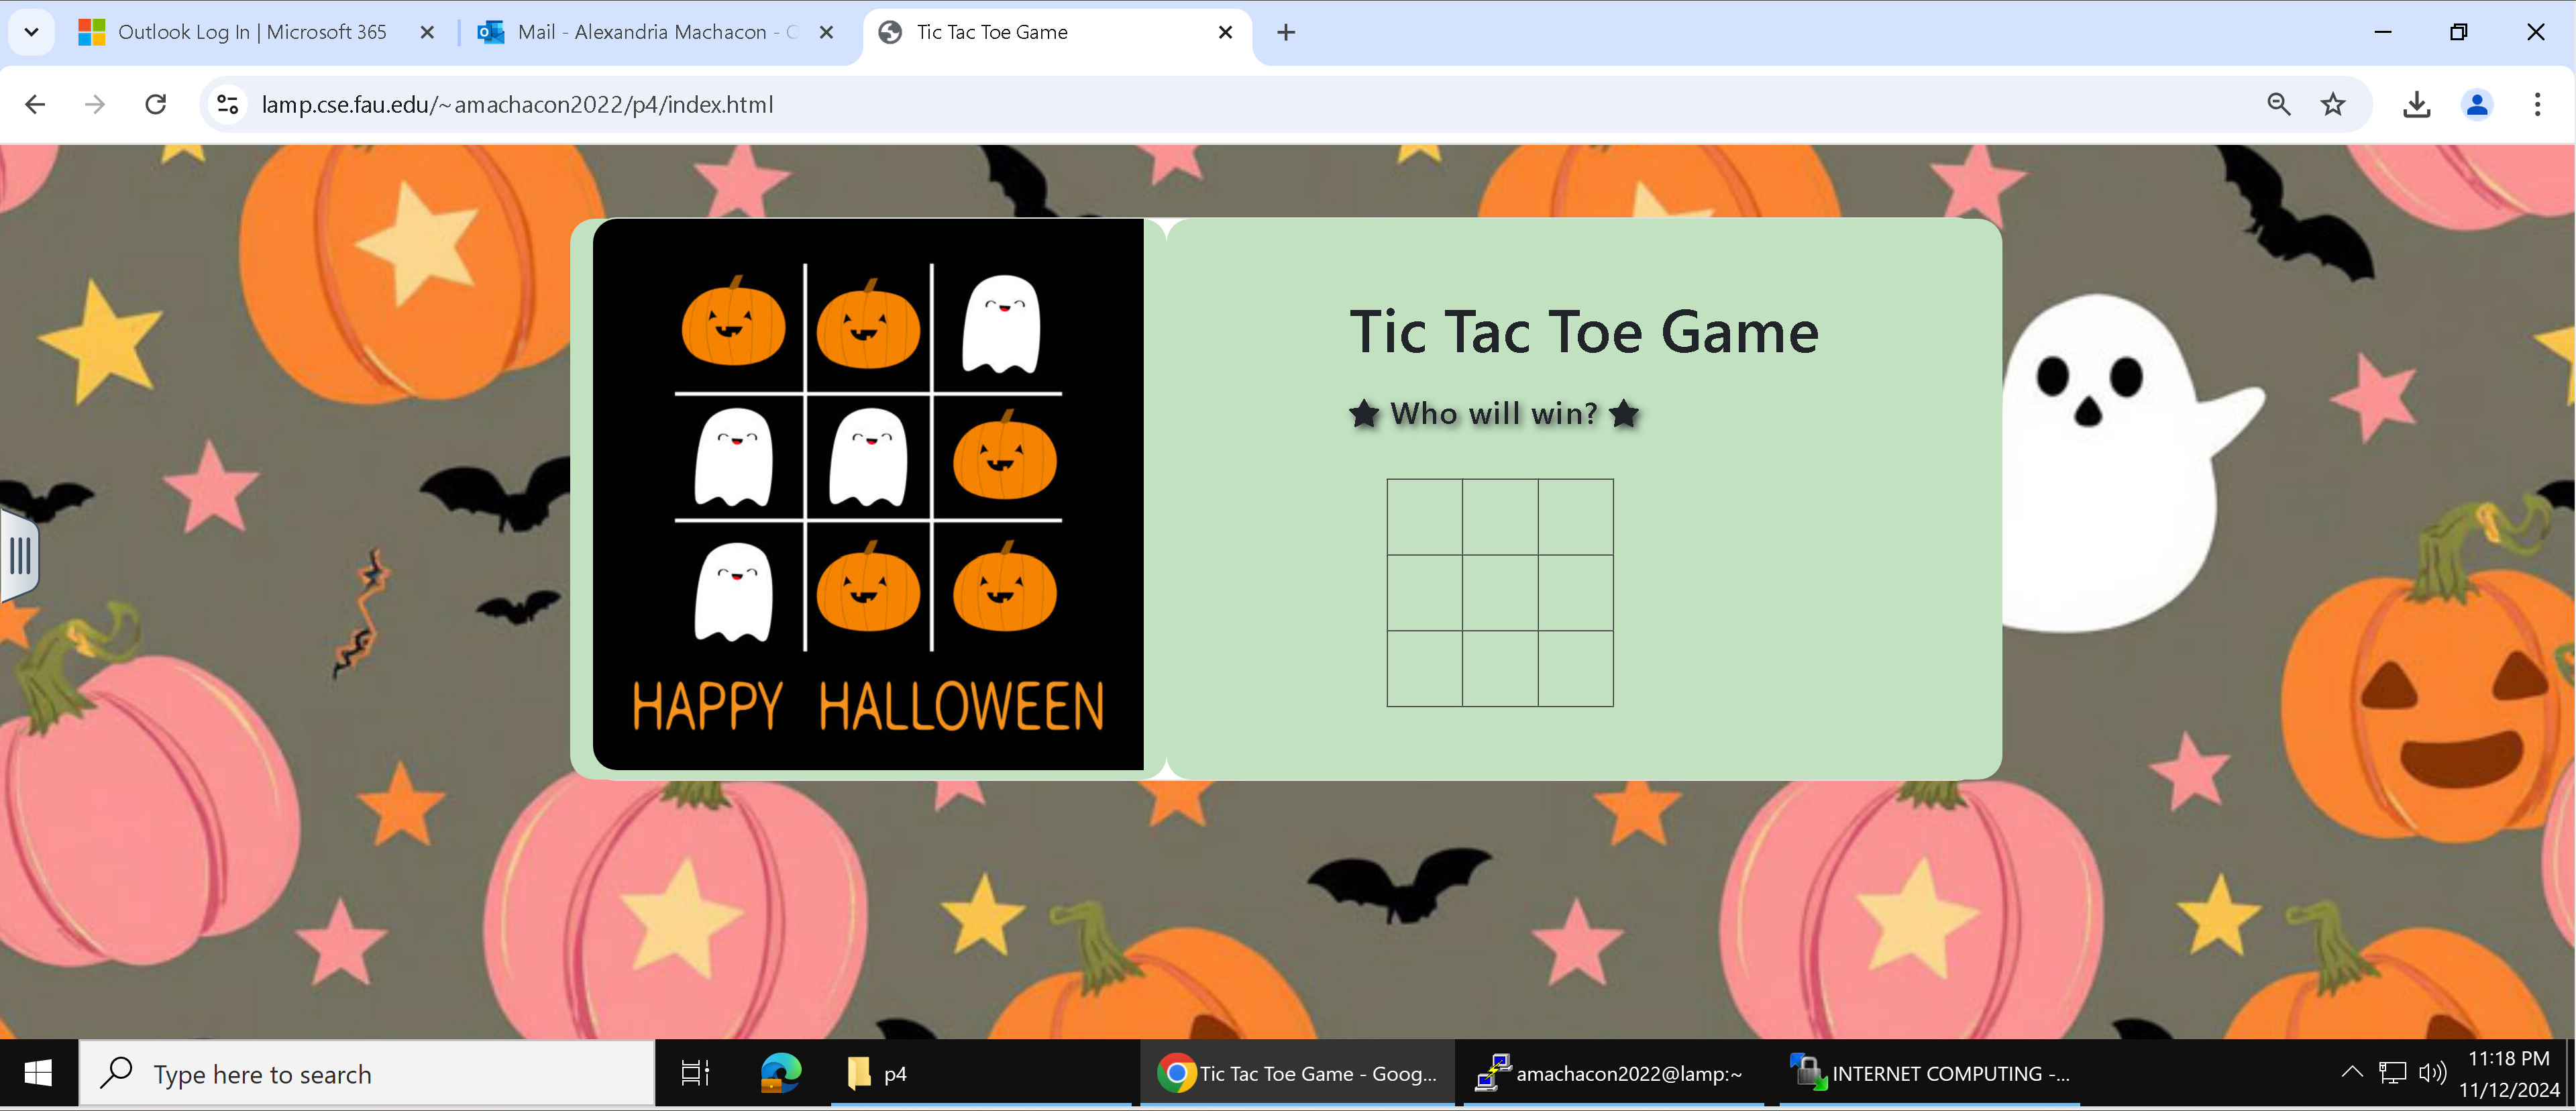 Outlook Log In | Microsoft 365
Mail - Alexandria Machacon -
Tic Tac Toe Game
lamp.cse.fau.edu/~amachacon2022/p4/index.html
Tic Tac Toe Game
★ Who will win? ★
HAPPY HALLOWEEN
Type here to search
p4
Tic Tac Toe Game - Goog...
amachacon2022@lamp:~
INTERNET COMPUTING -...
11:18 PM
11/12/2024